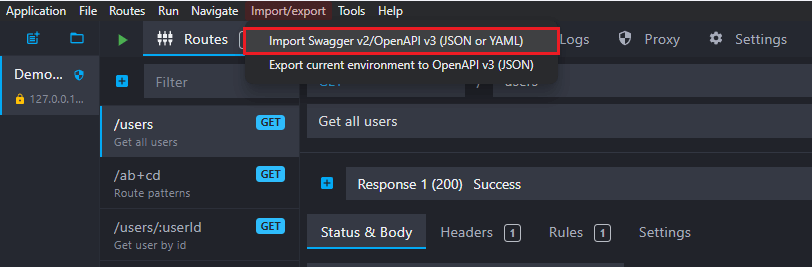 Application File Routes Run Navigate Import/export Tools Help
Import Swagger v2/OpenAPI v3 (JSON or YAML)
Export current environment to OpenAPI v3 (JSON)
Routes Logs Proxy Settings
Demo...
127.0.0.1...
Filter
/users GET
Get all users
/ab+cd GET
Route patterns
/users/:userId GET
Get user by id
GET / users
Get all users
Response 1 (200) Success
Status & Body Headers 1 Rules 1 Settings